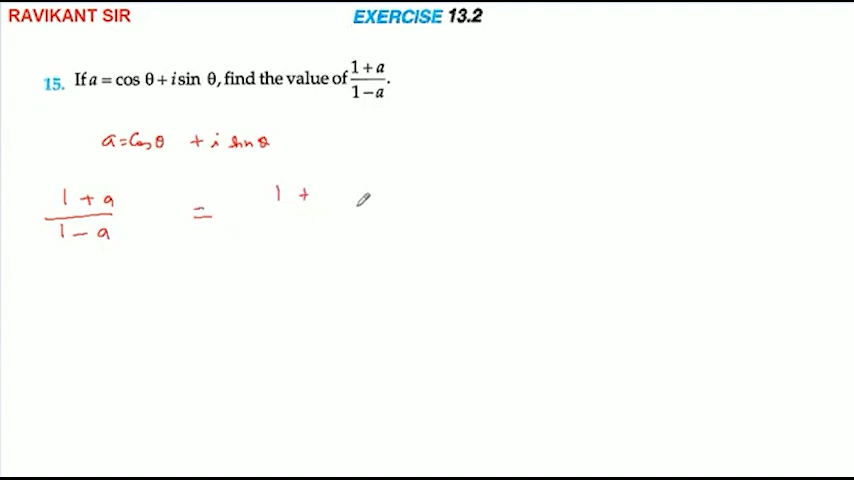 RAVIKANT SIR
EXERCISE 13.2
15. If a = cos θ + i sin θ, find the value of (1 + a)/(1 − a).
a = Cos θ + i sin θ
(1 + a)/(1 − a) = 1 +